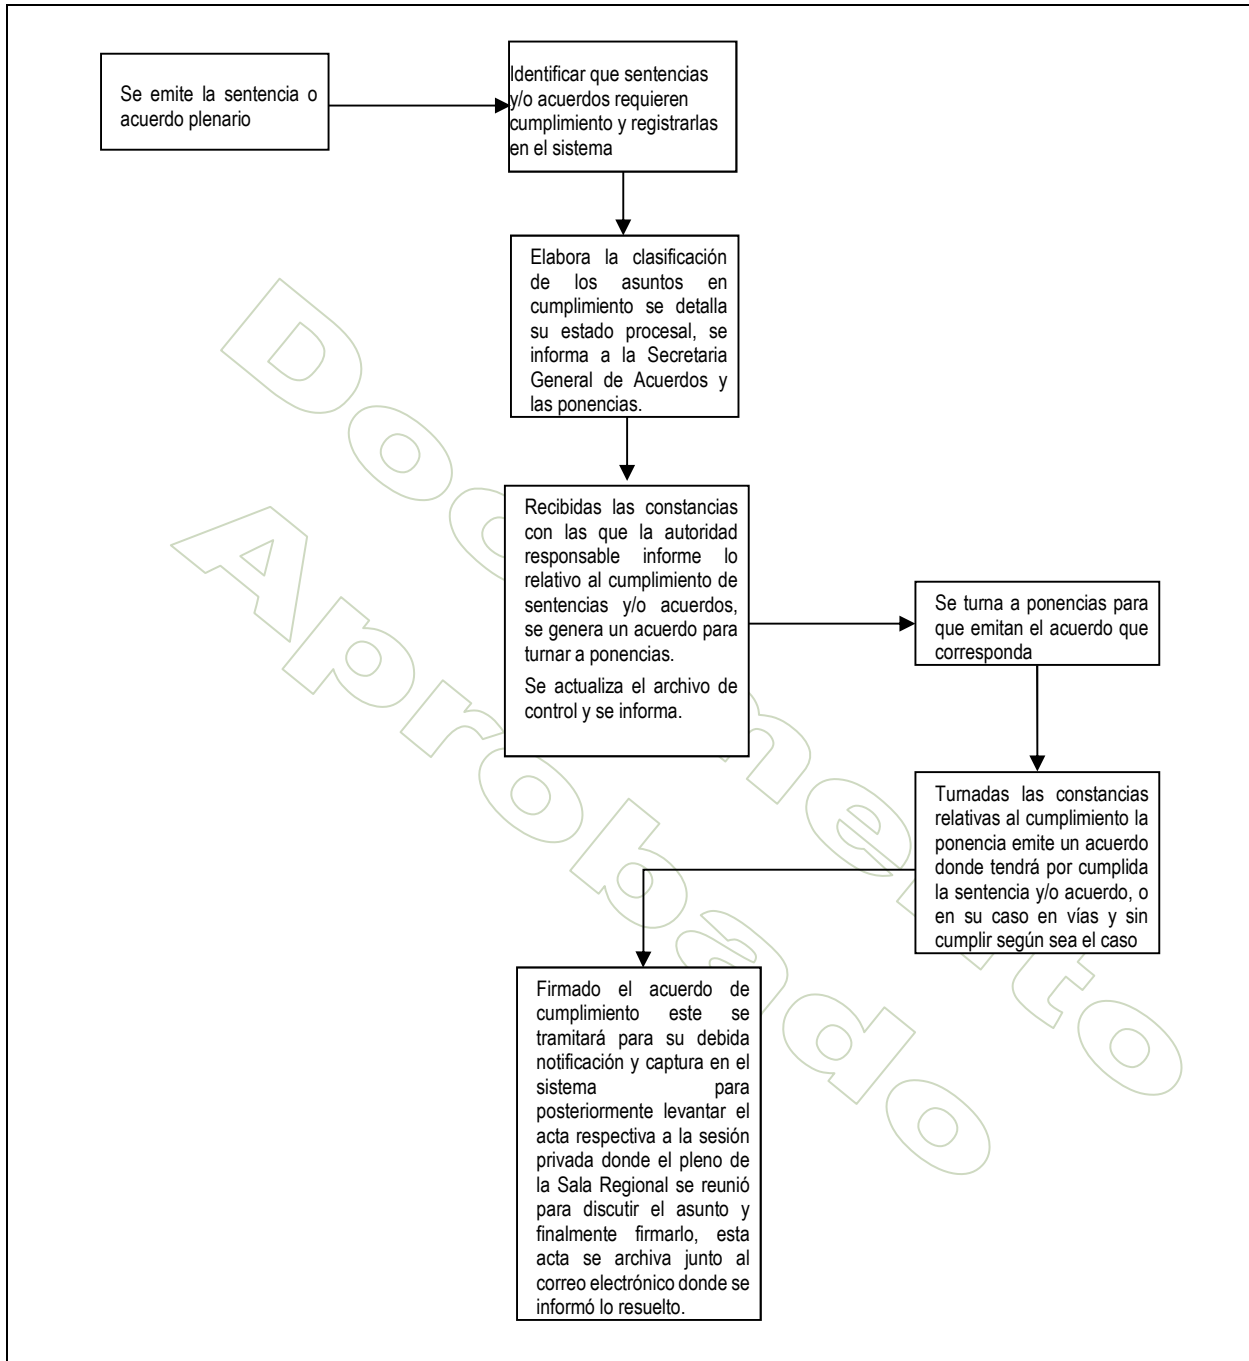 Se emite la sentencia o
acuerdo plenario
Identificar que sentencias
y/o acuerdos requieren
cumplimiento y registrarlas
en el sistema
Elabora la clasificación
de los asuntos en
cumplimiento se detalla
su estado procesal, se
informa a la Secretaria
General de Acuerdos y
las ponencias.
Recibidas las constancias
con las que la autoridad
responsable informe lo
relativo al cumplimiento de
sentencias y/o acuerdos,
se genera un acuerdo para
turnar a ponencias.
Se actualiza el archivo de
control y se informa.
Se turna a ponencias para
que emitan el acuerdo que
corresponda
Turnadas las constancias
relativas al cumplimiento la
ponencia emite un acuerdo
donde tendrá por cumplida
la sentencia y/o acuerdo, o
en su caso en vías y sin
cumplir según sea el caso
Firmado el acuerdo de
cumplimiento este se
tramitará para su debida
notificación y captura en el
sistema para
posteriormente levantar el
acta respectiva a la sesión
privada donde el pleno de
la Sala Regional se reunió
para discutir el asunto y
finalmente firmarlo, esta
acta se archiva junto al
correo electrónico donde se
informó lo resuelto.
Documento
Aprobado